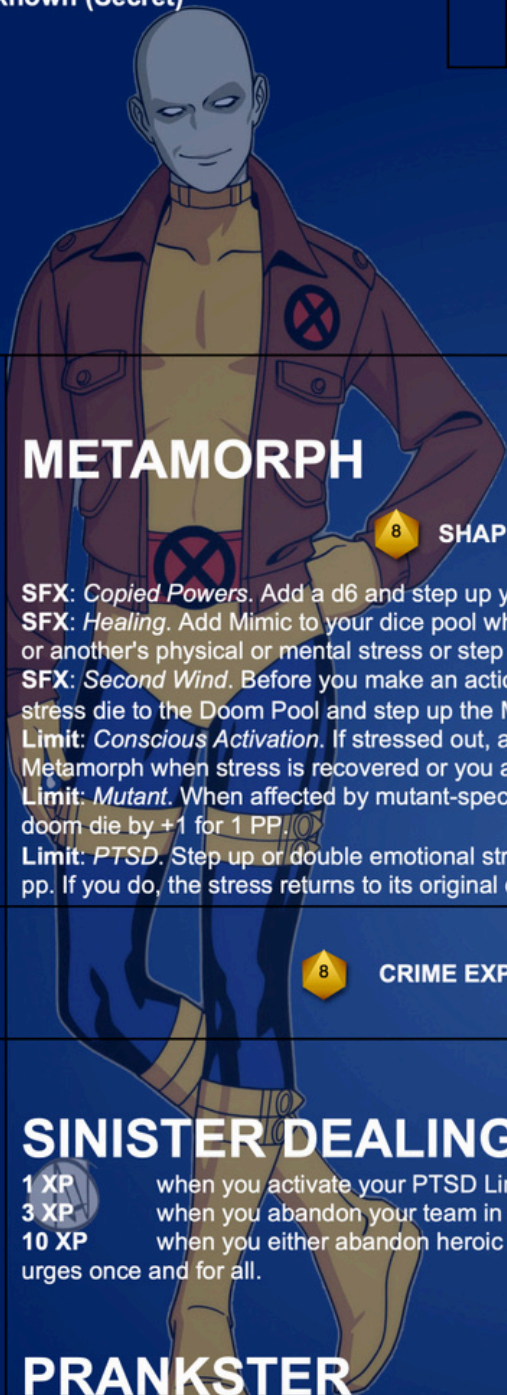 Known (Secret)
METAMORPH
8 SHAP
SFX: Copied Powers. Add a d6 and step up y
SFX: Healing. Add Mimic to your dice pool wh
or another's physical or mental stress or step
SFX: Second Wind. Before you make an actic
stress die to the Doom Pool and step up the M
Limit: Conscious Activation. If stressed out, a
Metamorph when stress is recovered or you a
Limit: Mutant. When affected by mutant-spec
doom die by +1 for 1 PP.
Limit: PTSD. Step up or double emotional str
pp. If you do, the stress returns to its original
8 CRIME EXP
SINISTER DEALING
1 XP when you activate your PTSD Lin
3 XP when you abandon your team in
10 XP when you either abandon heroic
urges once and for all.
PRANKSTER